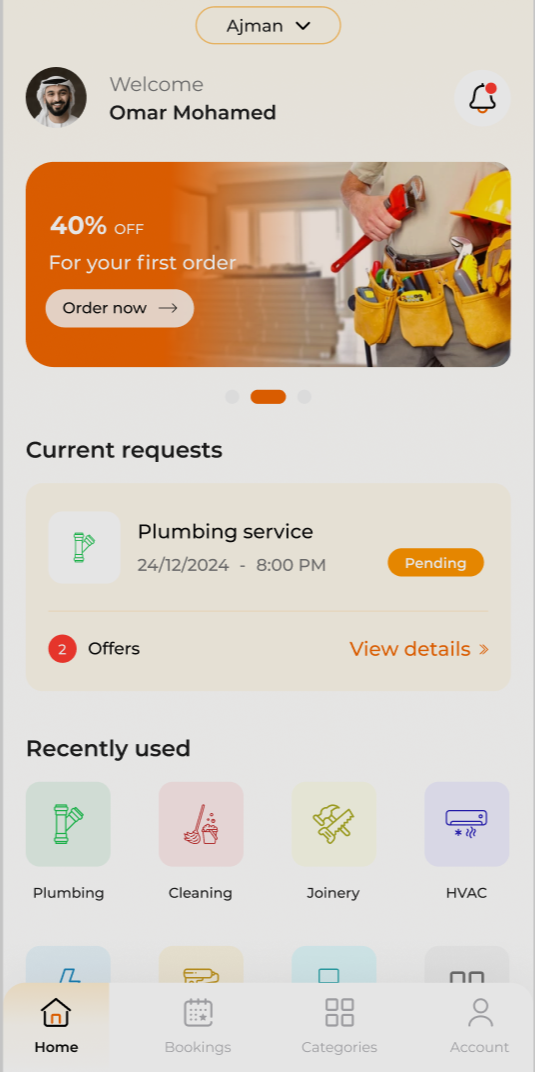 Ajman
Welcome
Omar Mohamed
40% OFF
For your first order
Order now
Current requests
Plumbing service
24/12/2024 - 8:00 PM
Pending
2 Offers
View details
Recently used
Plumbing
Cleaning
Joinery
HVAC
Home
Bookings
Categories
Account